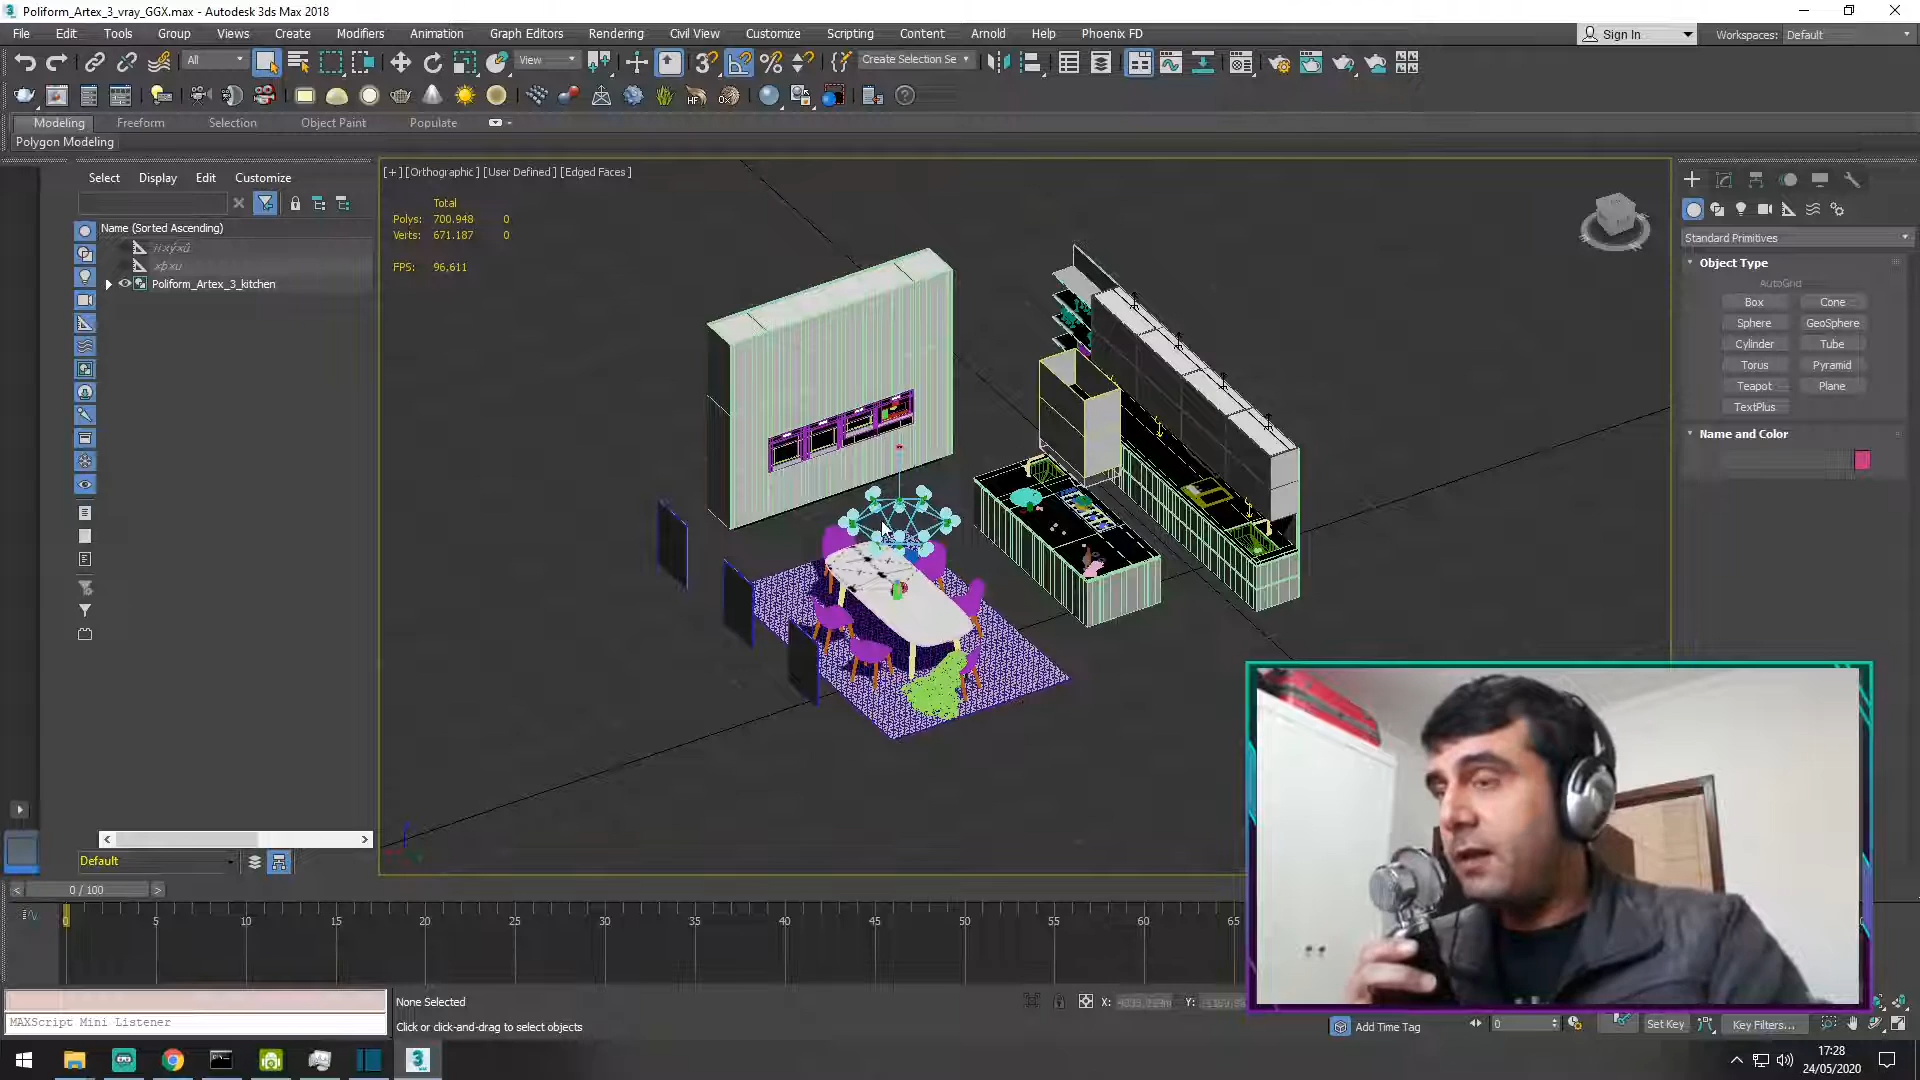 Poliform_Artex_3_vray_GGX.max - Autodesk 3ds Max 2018
File Edit Tools Group Views Create Modifiers Animation Graph Editors Rendering Civil View Customize Scripting Content Arnold Help Phoenix FD
Sign In Workspaces: Default
All View Create Selection Se
Modeling Freeform Selection Object Paint Populate
Polygon Modeling
Select Display Edit Customize
Name (Sorted Ascending)
Poliform_Artex_3_kitchen
[+] [Orthographic] [User Defined] [Edged Faces]
Total
Polys: 700.948 0
Verts: 671.187 0
FPS: 96,611
Standard Primitives
Object Type
AutoGrid
Box Cone
Sphere GeoSphere
Cylinder Tube
Torus Pyramid
Teapot Plane
TextPlus
Name and Color
Default
0 / 100
0 5 10 15 20 25 30 35 40 45 50 55 60 65
None Selected
X: Y:
MAXScript Mini Listener
Click or click-and-drag to select objects
Add Time Tag
0
Set Key
Key Filters...
17:28
24/05/2020